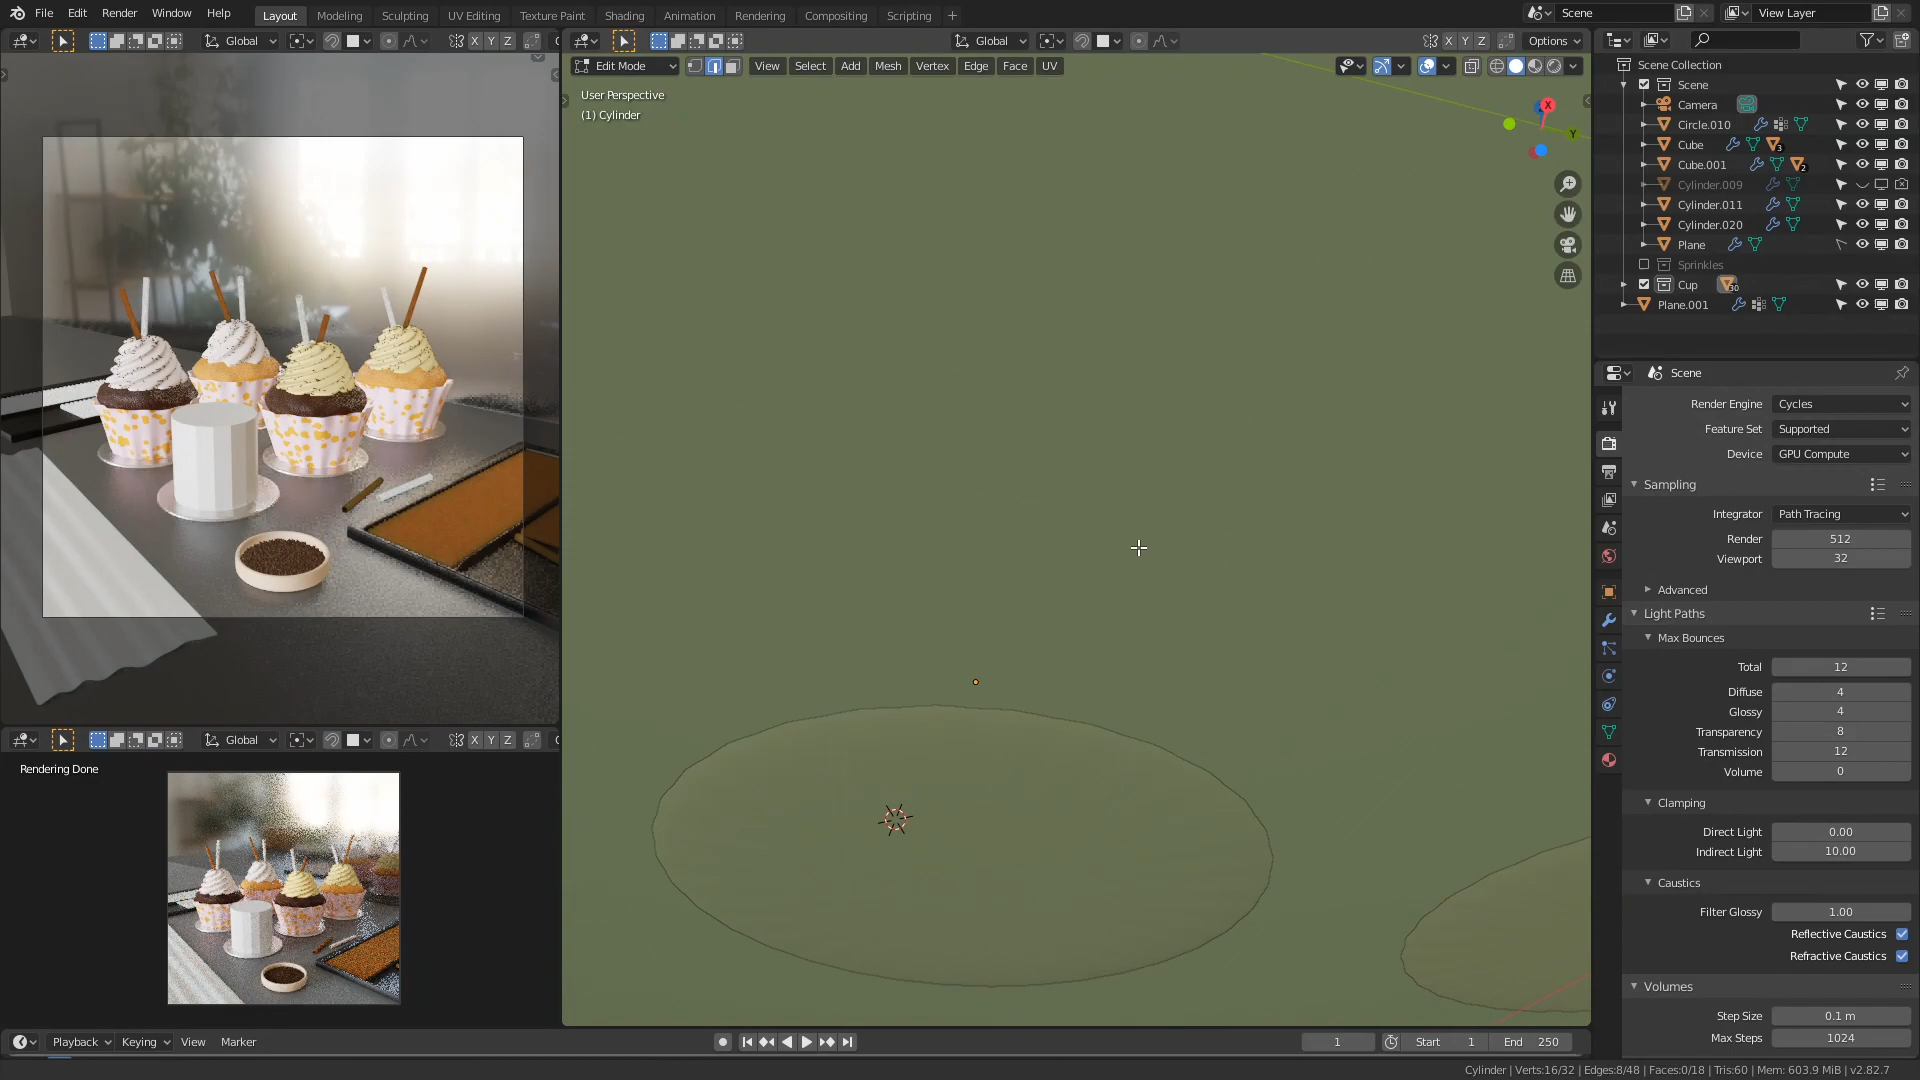 File Edit Render Window Help
Layout Modeling Sculpting UV Editing Texture Paint Shading Animation Rendering Compositing Scripting
Scene
View Layer
Global
X Y Z
Global
X Y Z
Options
Edit Mode
View Select Add Mesh Vertex Edge Face UV
User Perspective
(1) Cylinder
X
Y
Scene Collection
Scene
Camera
Circle.010
Cube
3
Cube.001
2
Cylinder.009
Cylinder.011
Cylinder.020
Plane
Sprinkles
Cup
30
Plane.001
Scene
Render Engine Cycles
Feature Set Supported
Device GPU Compute
Sampling
Integrator Path Tracing
Render 512
Viewport 32
Advanced
Light Paths
Max Bounces
Total 12
Diffuse 4
Glossy 4
Transparency 8
Transmission 12
Volume 0
Clamping
Direct Light 0.00
Indirect Light 10.00
Caustics
Filter Glossy 1.00
Reflective Caustics
Refractive Caustics
Volumes
Step Size 0.1 m
Max Steps 1024
Global
X Y Z
Rendering Done
Playback Keying View Marker
1
Start 1
End 250
Cylinder | Verts:16/32 | Edges:8/48 | Faces:0/18 | Tris:60 | Mem: 603.9 MiB | v2.82.7